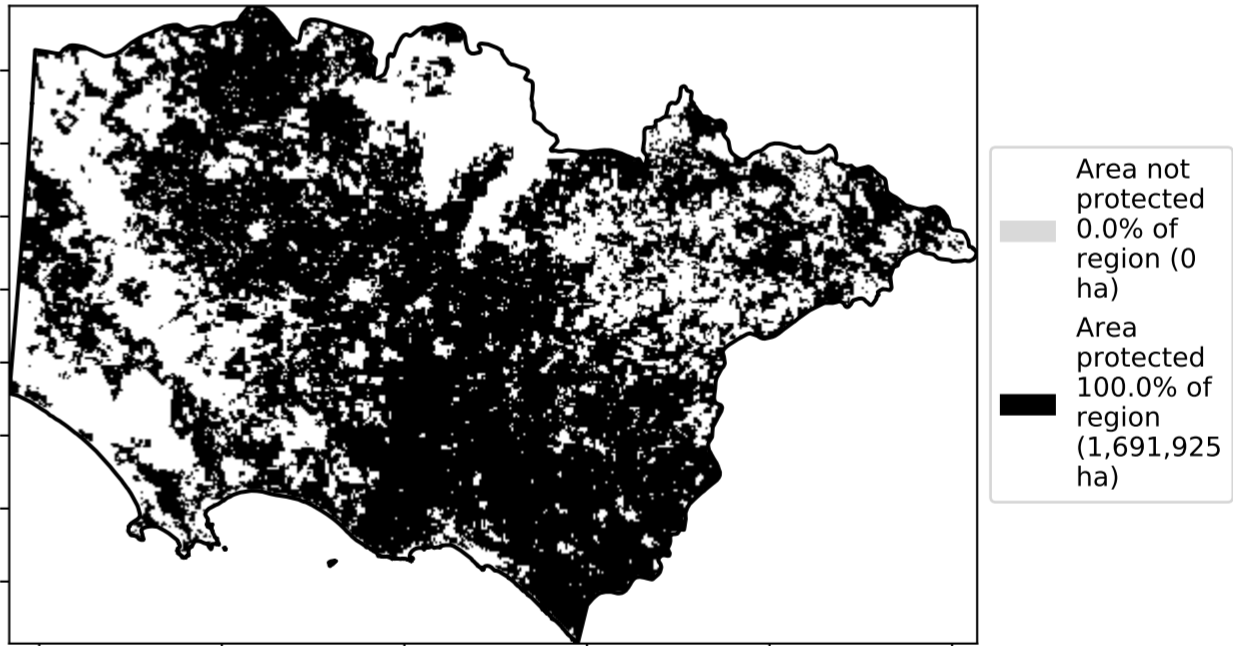 Area not
protected
0.0% of
region (0
ha)
Area
protected
100.0% of
region
(1,691,925
ha)